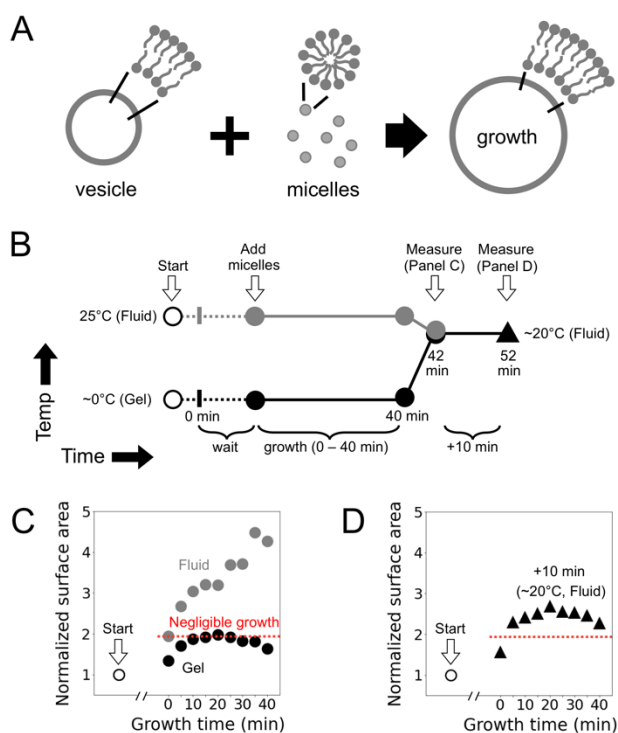 A
vesicle
micelles
growth
B
Start
Add
micelles
Measure
(Panel C)
Measure
(Panel D)
25°C (Fluid)
~20°C (Fluid)
42
min
52
min
~0°C (Gel)
0 min
40 min
Temp
Time
wait
growth (0 – 40 min)
+10 min
C
Normalized surface area
5
4
3
2
1
Fluid
Negligible growth
Start
Gel
0 10 20 30 40
Growth time (min)
D
Normalized surface area
5
4
3
2
1
+10 min
(~20°C, Fluid)
Start
0 10 20 30 40
Growth time (min)